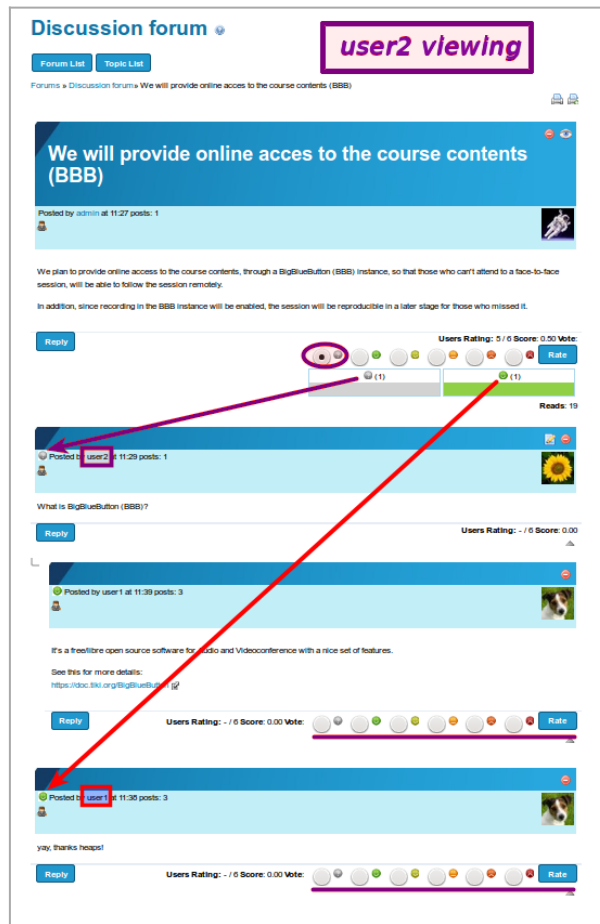 Discussion forum
user2 viewing
Forum List Topic List
Forums » Discussion forum» We will provide online acces to the course contents (BBB)
We will provide online acces to the course contents
(BBB)
Posted by admin at 11:27 posts: 1
We plan to provide online access to the course contents, through a BigBlueButton (BBB) instance, so that those who can't attend to a face-to-face
session, will be able to follow the session remotely.
In addition, since recording in the BBB instance will be enabled, the session will be reproducible in a later stage for those who missed it.
Reply
Users Rating: 5 / 6 Score: 0.50 Vote:
Rate
(1) (1)
Reads: 19
Posted by user2 at 11:29 posts: 1
What is BigBlueButton (BBB)?
Reply
Users Rating: - / 6 Score: 0.00
Posted by user1 at 11:39 posts: 3
It's a free/libre open source software for Audio and Videoconference with a nice set of features.
See this for more details:
https://doc.tiki.org/BigBlueButton
Reply Users Rating: - / 6 Score: 0.00 Vote: Rate
Posted by user1 at 11:38 posts: 3
yay, thanks heaps!
Reply Users Rating: - / 6 Score: 0.00 Vote: Rate